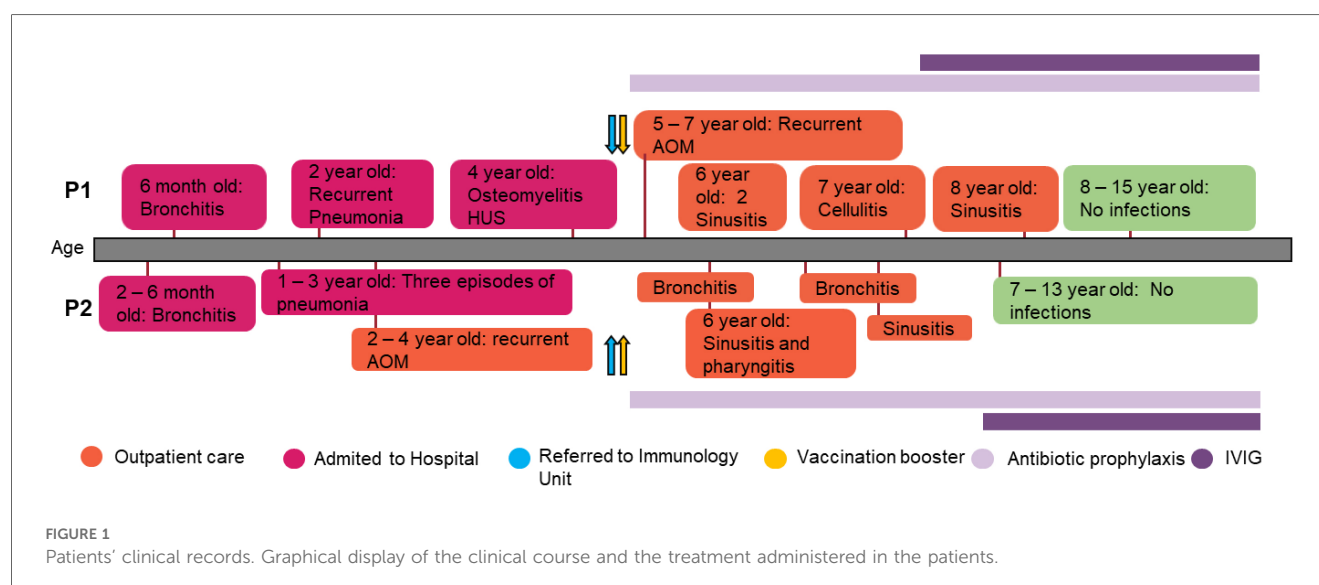 5 – 7 year old: Recurrent
AOM
P1
6 month old:
Bronchitis
2 year old:
Recurrent
Pneumonia
4 year old:
Osteomyelitis
HUS
6 year
old: 2
Sinusitis
7 year old:
Cellulitis
8 year old:
Sinusitis
8 – 15 year old:
No infections
Age
P2
2 – 6 month
old: Bronchitis
1 – 3 year old: Three episodes of
pneumonia
2 – 4 year old: recurrent
AOM
Bronchitis
6 year old:
Sinusitis and
pharyngitis
Bronchitis
Sinusitis
7 – 13 year old: No
infections
Outpatient care
Admited to Hospital
Referred to Immunology
Unit
Vaccination booster
Antibiotic prophylaxis
IVIG
FIGURE 1
Patients' clinical records. Graphical display of the clinical course and the treatment administered in the patients.